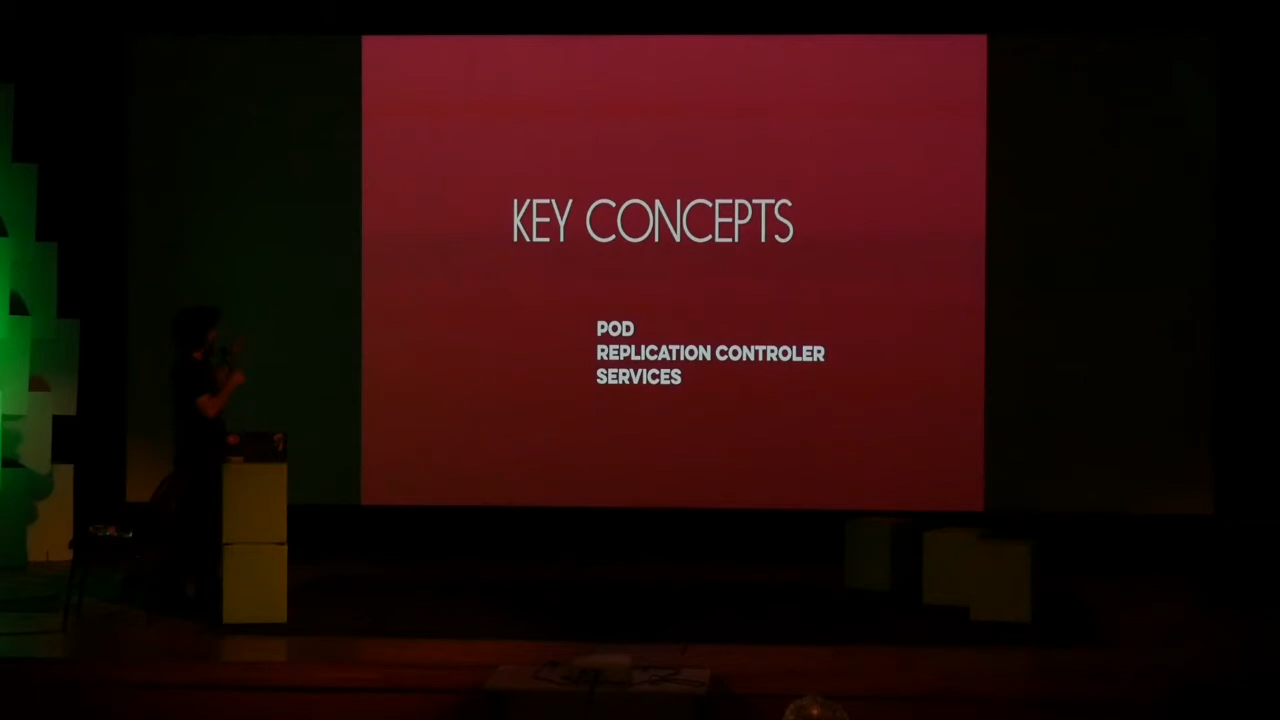 KEY CONCEPTS
POD
REPLICATION CONTROLER
SERVICES